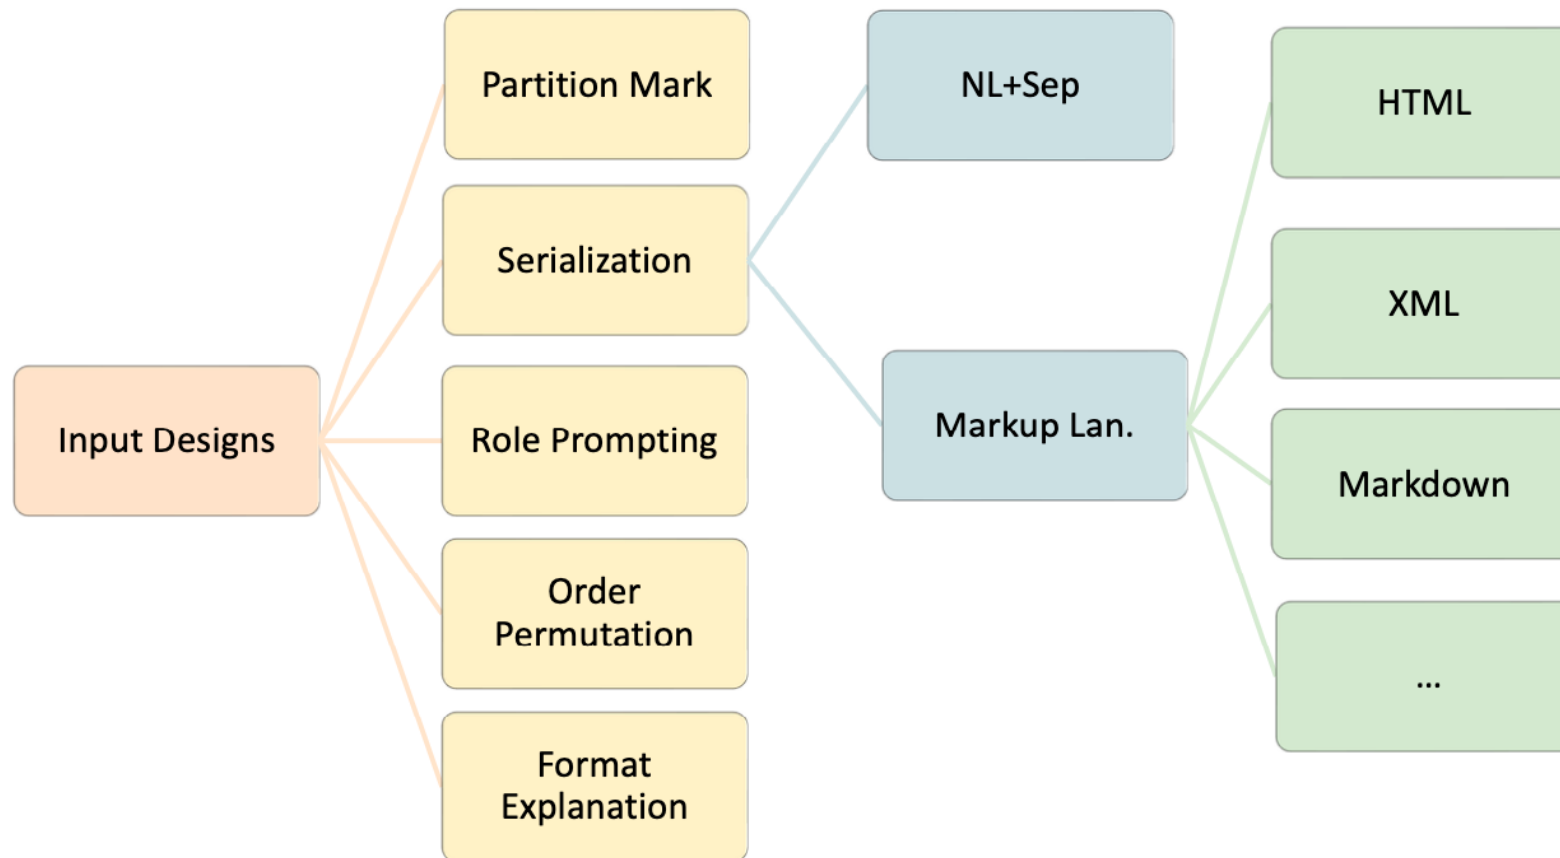 Partition Mark
NL+Sep
HTML
Serialization
XML
Input Designs
Role Prompting
Markup Lan.
Markdown
Order
Permutation
...
Format
Explanation